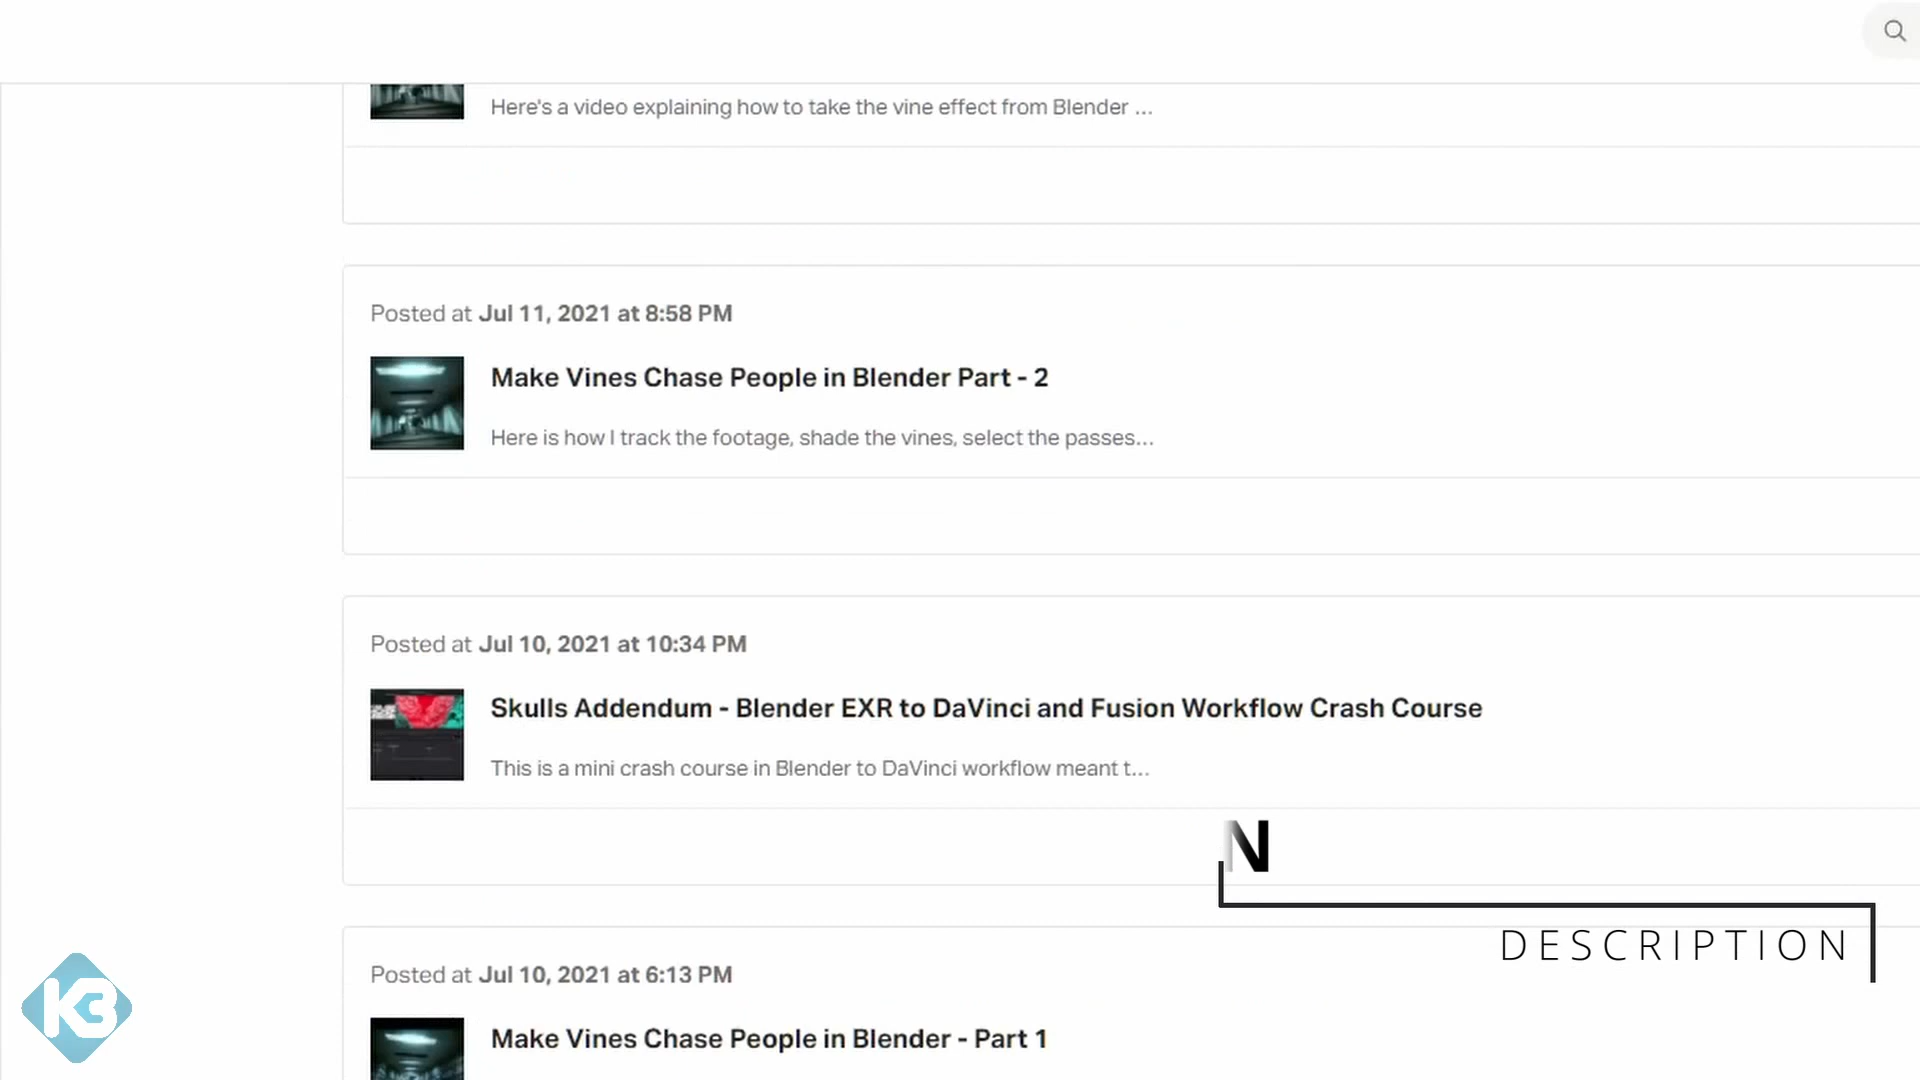 Here's a video explaining how to take the vine effect from Blender ...
Posted at Jul 11, 2021 at 8:58 PM
Make Vines Chase People in Blender Part - 2
Here is how I track the footage, shade the vines, select the passes...
Posted at Jul 10, 2021 at 10:34 PM
Skulls Addendum - Blender EXR to DaVinci and Fusion Workflow Crash Course
This is a mini crash course in Blender to DaVinci workflow meant t...
N
DESCRIPTION
Posted at Jul 10, 2021 at 6:13 PM
Make Vines Chase People in Blender - Part 1
K3